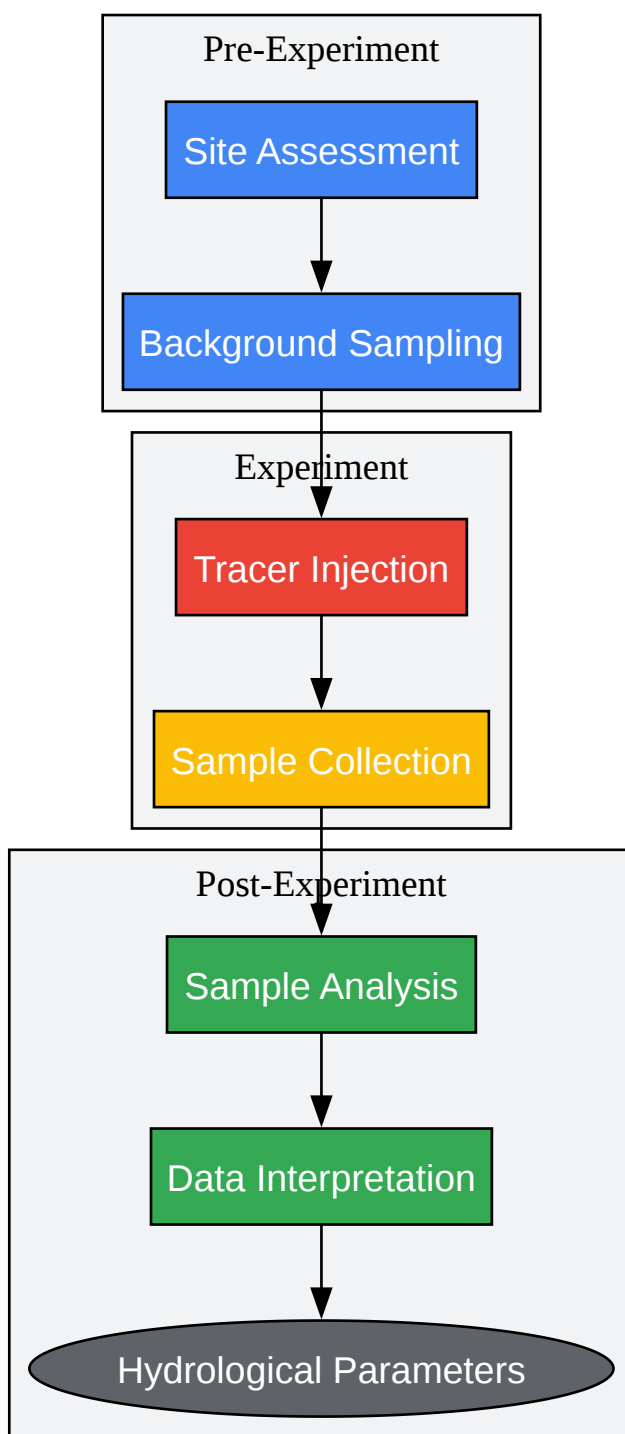 Pre-Experiment
Site Assessment
Background Sampling
Experiment
Tracer Injection
Sample Collection
Post-Experiment
Sample Analysis
Data Interpretation
Hydrological Parameters